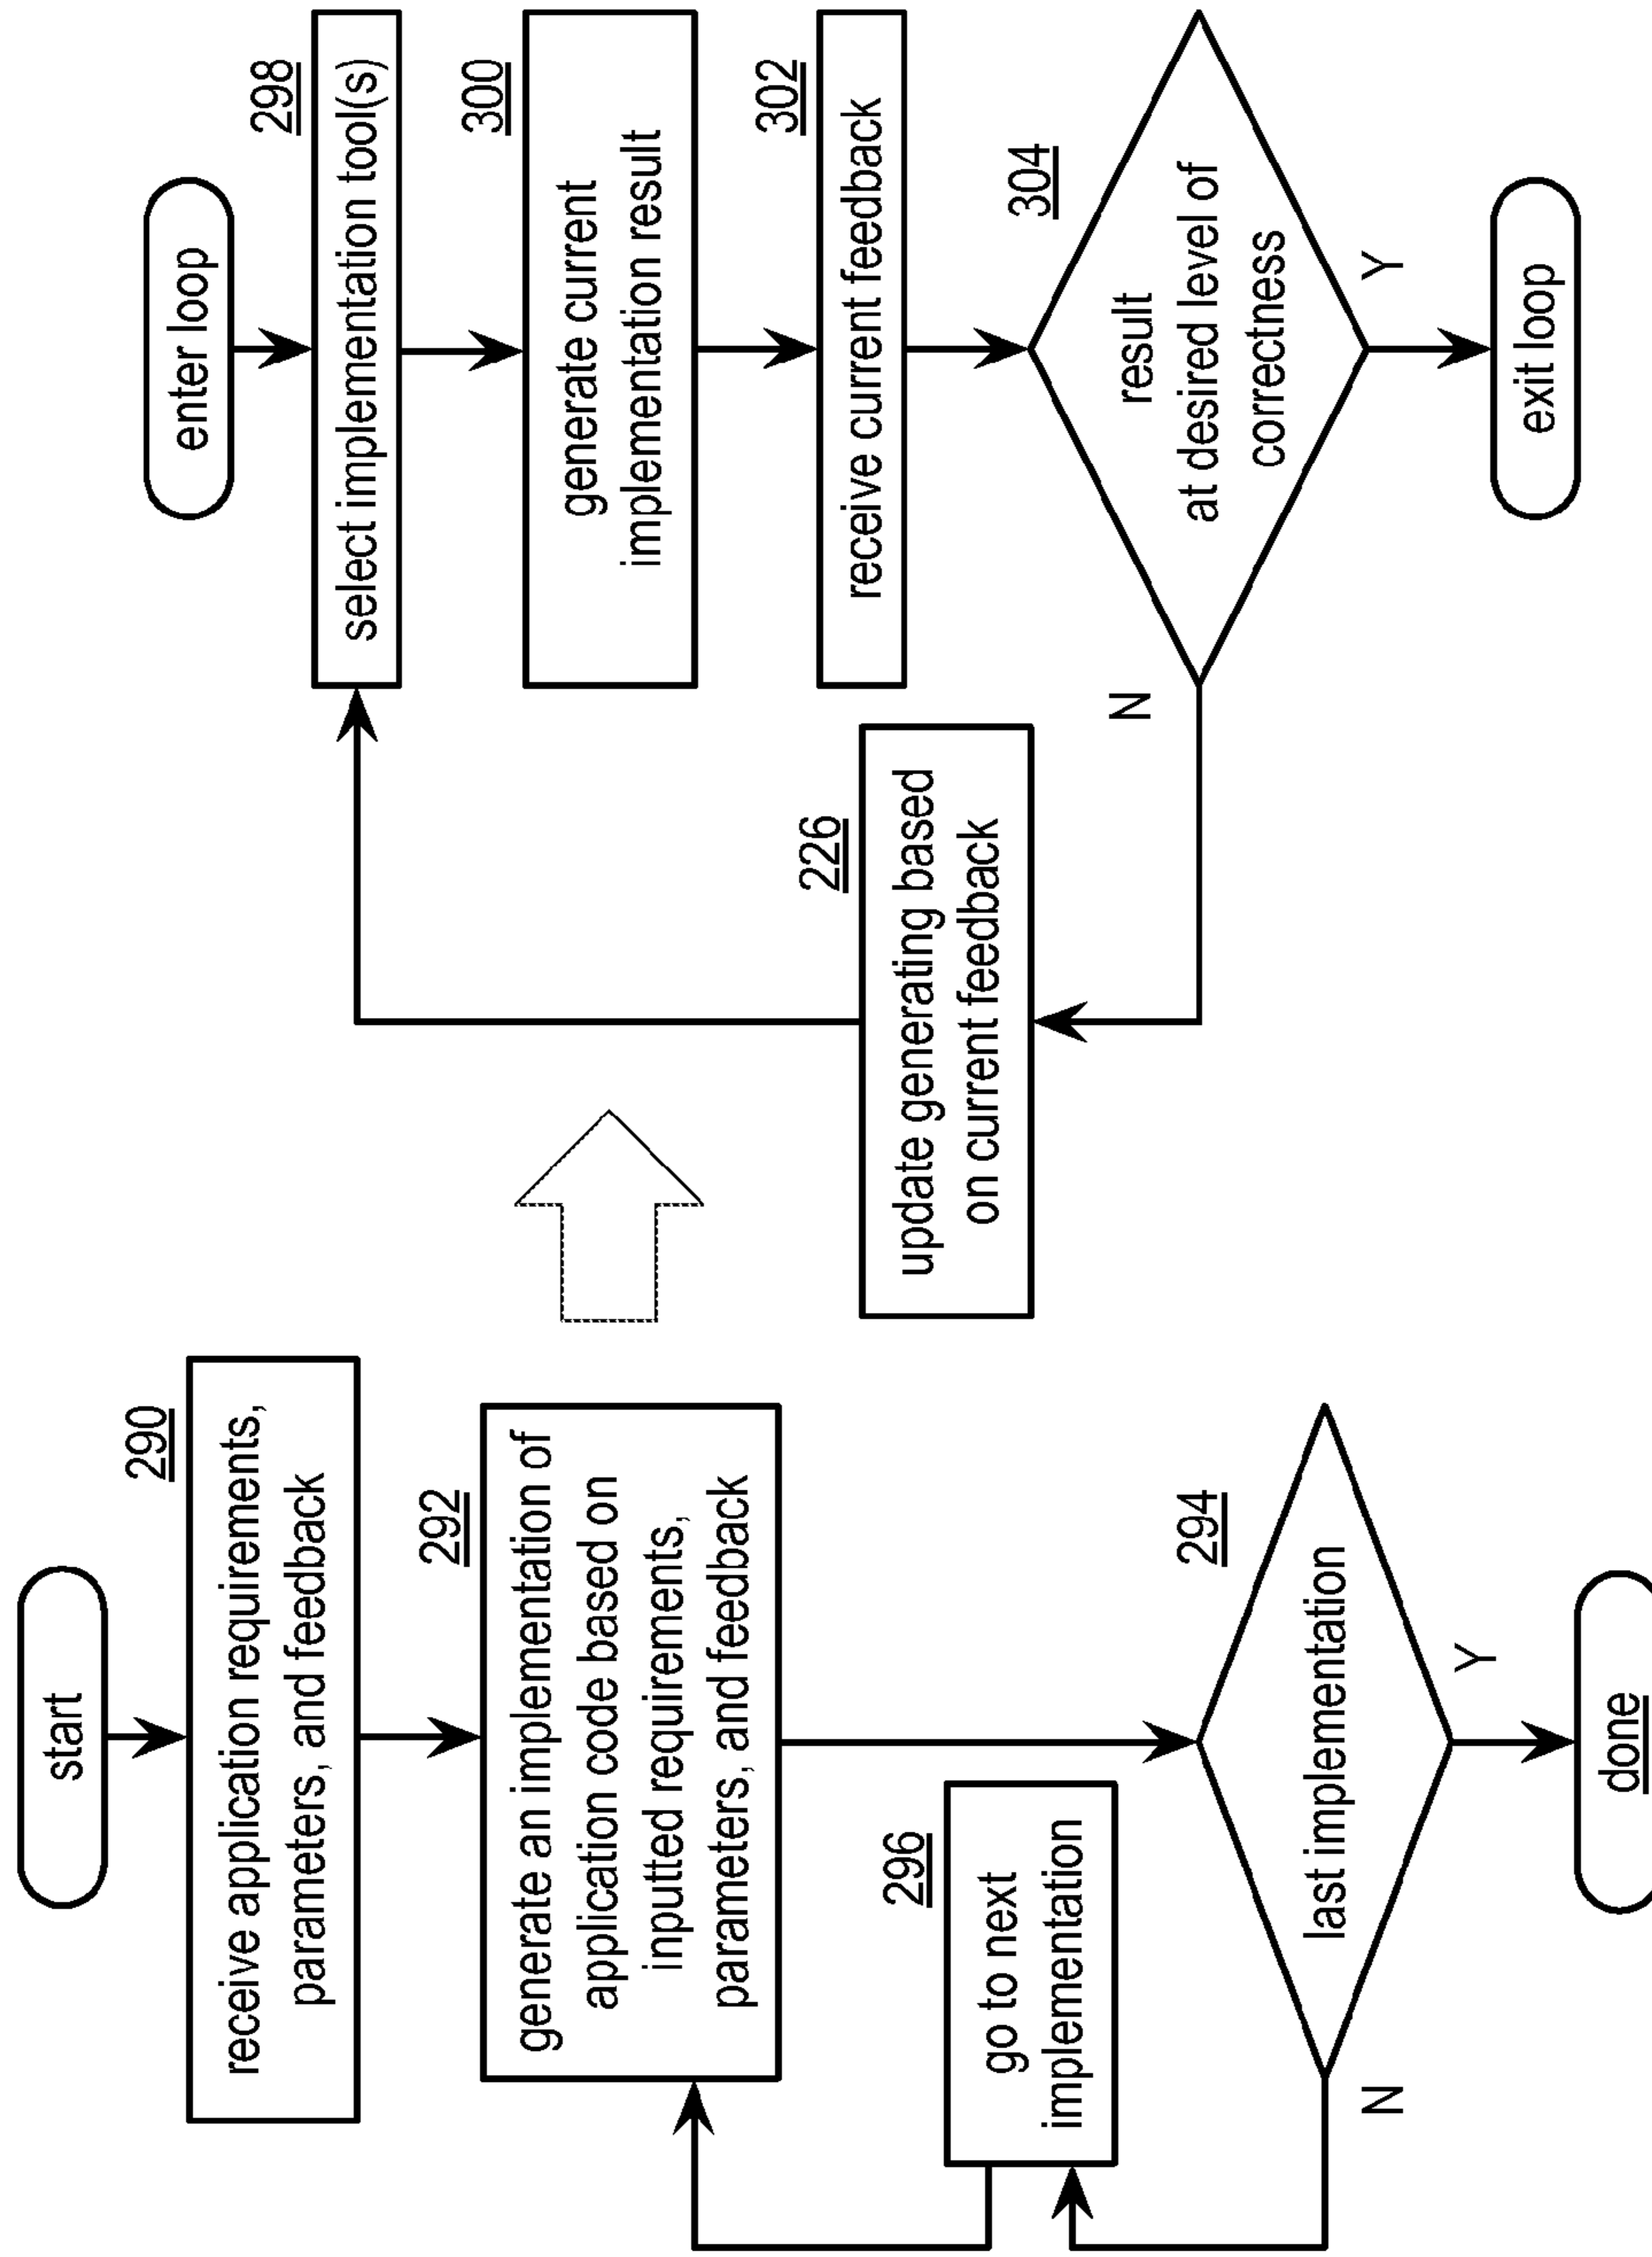 start
290
receive application requirements,
parameters, and feedback
292
generate an implementation of
application code based on
inputted requirements,
parameters, and feedback
296
go to next
implementation
294
last implementation
N
Y
done
enter loop
298
select implementation tool(s)
300
generate current
implementation result
302
receive current feedback
226
update generating based
on current feedback
304
result
at desired level of
correctness
N
Y
exit loop